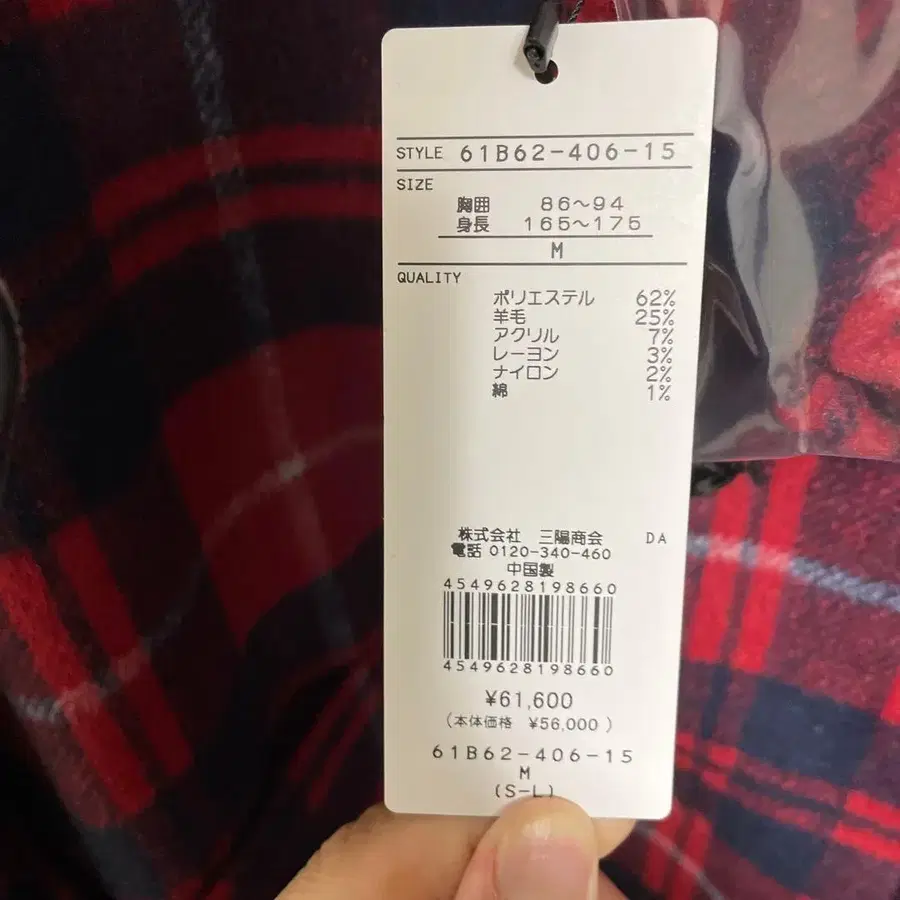 STYLE 61B62-406-15
SIZE
胸囲 86〜94
身長 165〜175
M
QUALITY
ポリエステル 62%
羊毛 25%
アクリル 7%
レーヨン 3%
ナイロン 2%
綿 1%
株式会社 三陽商会 DA
電話 0120-340-460
中国製
4549628198660
4549628198660
¥61,600
(本体価格 ¥56,000)
61B62-406-15
M
(S-L)